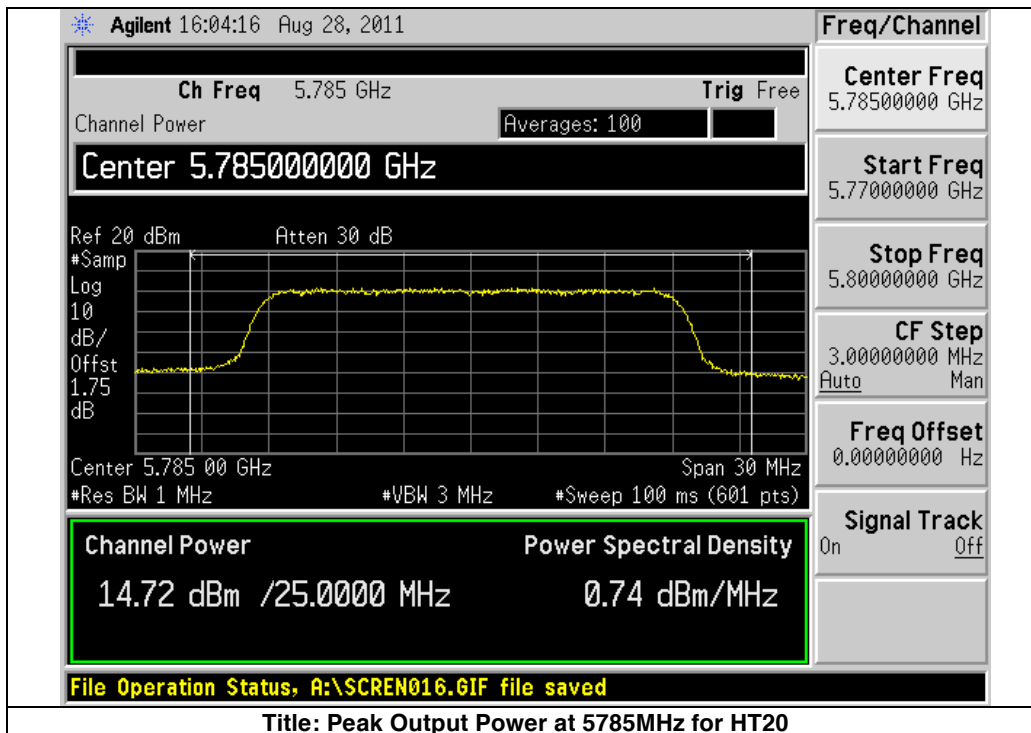 Agilent 16:04:16 Aug 28, 2011
Freq/Channel
Ch Freq 5.785 GHz
Trig Free
Channel Power
Averages: 100
Center 5.785000000 GHz
Ref 20 dBm Atten 30 dB
#Samp
Log
10
dB/
Offst
1.75
dB
Center 5.785 00 GHz
Span 30 MHz
#Res BW 1 MHz
#VBW 3 MHz
#Sweep 100 ms (601 pts)
Channel Power
Power Spectral Density
14.72 dBm /25.0000 MHz
0.74 dBm/MHz
File Operation Status, A:\SCREN016.GIF file saved
Center Freq
5.78500000 GHz
Start Freq
5.77000000 GHz
Stop Freq
5.80000000 GHz
CF Step
3.00000000 MHz
Auto Man
Freq Offset
0.00000000 Hz
Signal Track
On Off
Title: Peak Output Power at 5785MHz for HT20